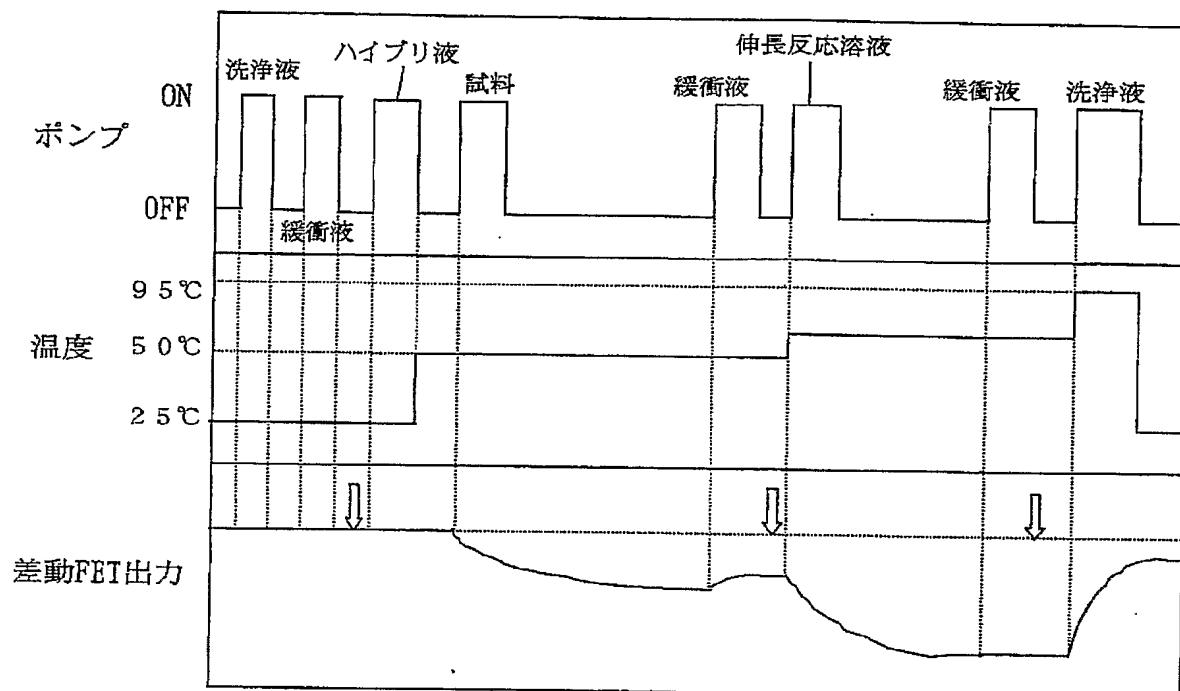 洗浄液
ハイブリ液
試料
緩衝液
伸長反応溶液
緩衝液
洗浄液
ON
ポンプ
OFF
緩衝液
95℃
温度
50℃
25℃
差動FET出力